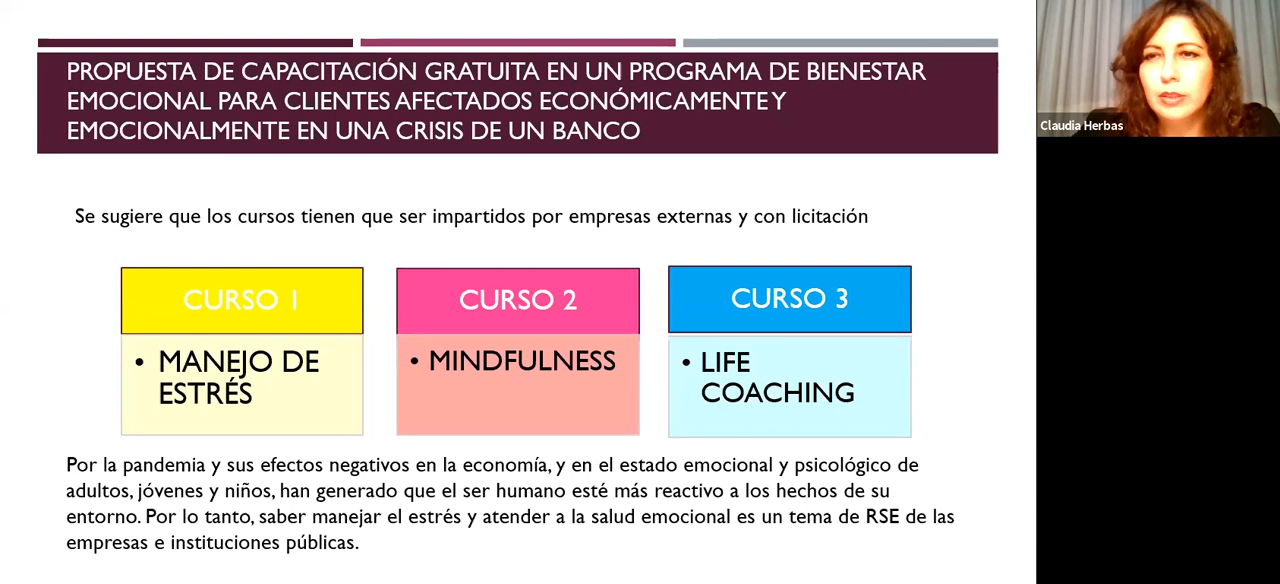 PROPUESTA DE CAPACITACIÓN GRATUITA EN UN PROGRAMA DE BIENESTAR
EMOCIONAL PARA CLIENTES AFECTADOS ECONÓMICAMENTE Y
EMOCIONALMENTE EN UNA CRISIS DE UN BANCO
Claudia Herbas
Se sugiere que los cursos tienen que ser impartidos por empresas externas y con licitación
CURSO 1
• MANEJO DE
ESTRÉS
CURSO 2
• MINDFULNESS
CURSO 3
• LIFE
COACHING
Por la pandemia y sus efectos negativos en la economía, y en el estado emocional y psicológico de
adultos, jóvenes y niños, han generado que el ser humano esté más reactivo a los hechos de su
entorno. Por lo tanto, saber manejar el estrés y atender a la salud emocional es un tema de RSE de las
empresas e instituciones públicas.